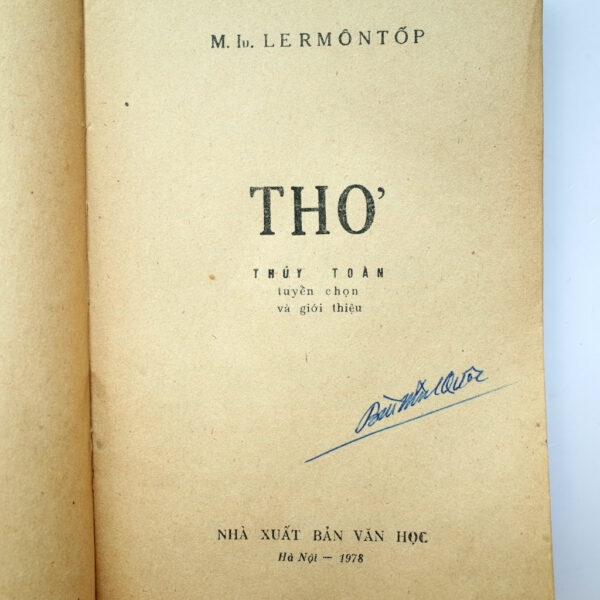 M. Iu. LERMÔNTỐP
THƠ
THÚY TOÀN
tuyển chọn
và giới thiệu
NHÀ XUẤT BẢN VĂN HỌC
Hà Nội — 1978